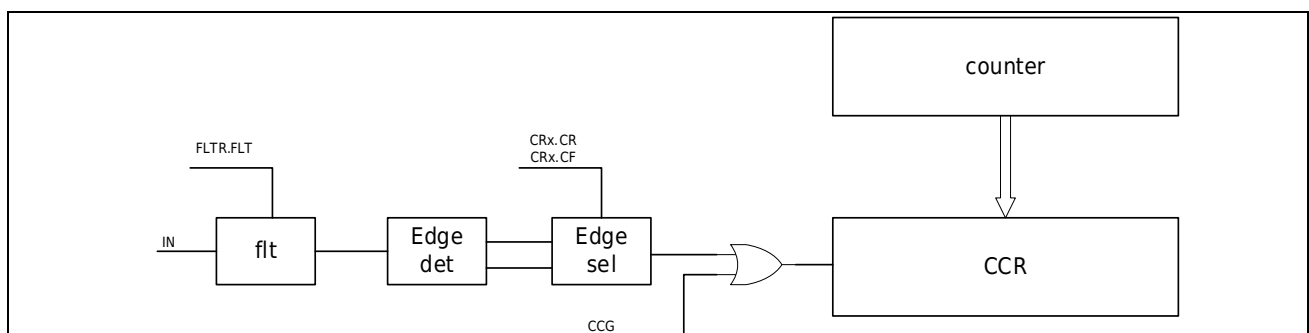 counter
FLTR.FLT
CRx.CR
CRx.CF
IN
flt
Edge
det
Edge
sel
CCR
CCG